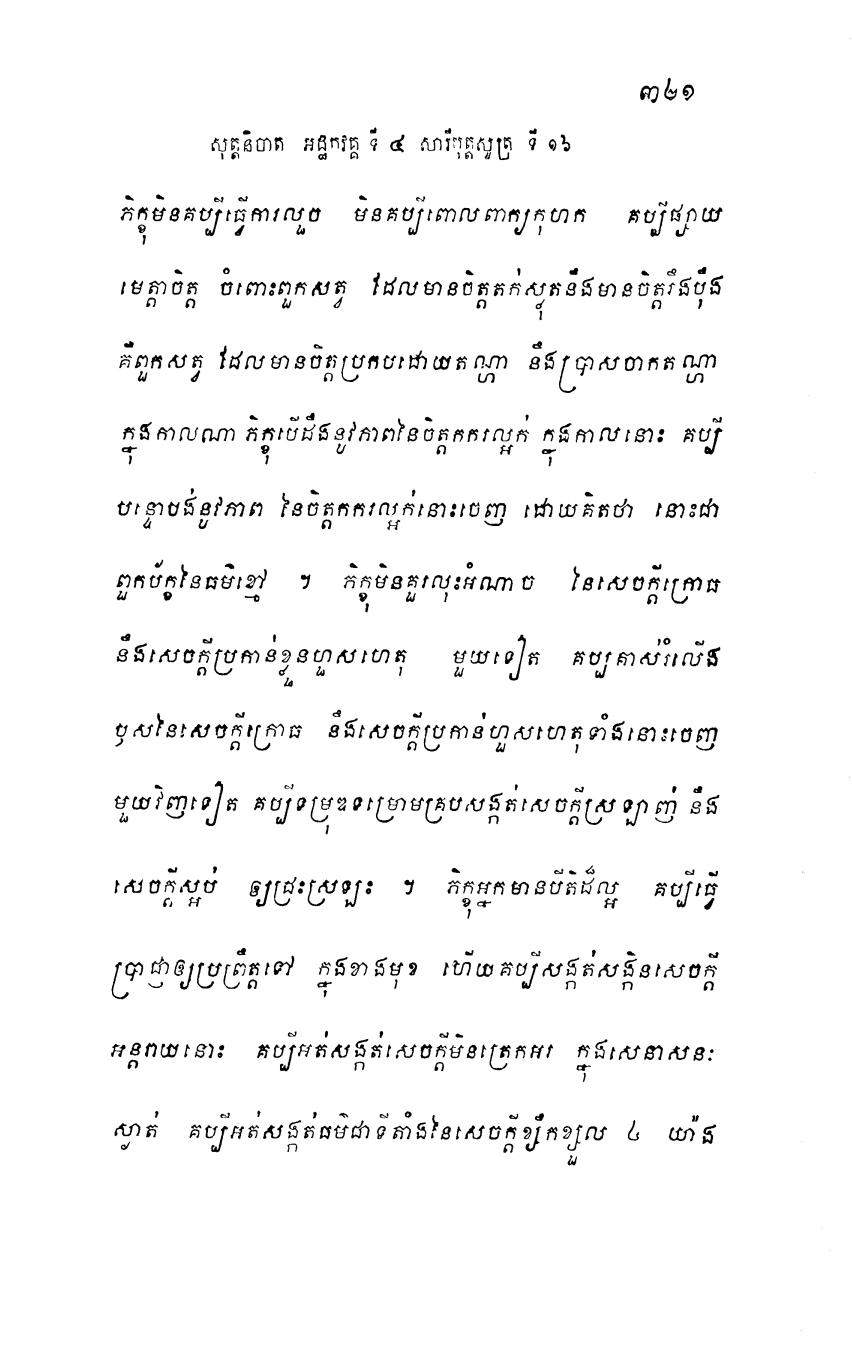 ៣២១
សុត្តនិបាត អដ្ឋកវគ្គ ទី ៤ សារីបុត្តសូត្រ ទី ១៦
ភិក្ខុមិនគប្បីធ្វើការលួច មិនគប្បីពោលពាក្យកុហក គប្បីផ្សាយ
មេត្តាចិត្ត ចំពោះពួកសត្វ ដែលមានចិត្តតក់ស្លុតនឹងមានចិត្តរឹងប៉ឹង
គឺពួកសត្វ ដែលមានចិត្តប្រកបដោយតណ្ហា នឹងប្រាសចាកតណ្ហា
ក្នុងកាលណា ភិក្ខុបើដឹងនូវភាពនៃចិត្តកករល្អក់ ក្នុងកាលនោះ គប្បី
បន្ទោបង់នូវភាព នៃចិត្តកករល្អក់នោះចេញ ដោយគិតថា នោះជា
ពួកប័ក្ខនៃធម៌ខ្មៅ ។ ភិក្ខុមិនគួរលុះអំណាច នៃសេចក្តីក្រោធ
នឹងសេចក្តីប្រកាន់ខ្លួនហួសហេតុ មួយទៀត គប្បគាស់រំលើង
ឫសនៃសេចក្តីក្រោធ នឹងសេចក្តីប្រកាន់ហួសហេតុទាំងនោះចេញ
មួយវិញទៀត គប្បីទម្រុឌទម្រោមគ្របសង្កត់សេចក្តីស្រឡាញ់ នឹង
សេចក្តីស្អប់ ឲ្យជ្រះស្រឡះ ។ ភិក្ខុអ្នកមានបីតិដ៏ល្អ គប្បីធ្វើ
ប្រាជ្ញាឲ្យប្រព្រឹត្តទៅ ក្នុងខាងមុខ ហើយគប្បីសង្កត់សង្កិនសេចក្តី
អន្តរាយនោះ គប្បីអត់សង្កត់សេចក្តីមិនត្រេកអរ ក្នុងសេនាសនៈ
ស្ងាត់ គប្បីអត់សង្កត់ធម៌ជាទីតាំងនៃសេចក្តីខ្សឹកខ្សួល ៤ យ៉ាង